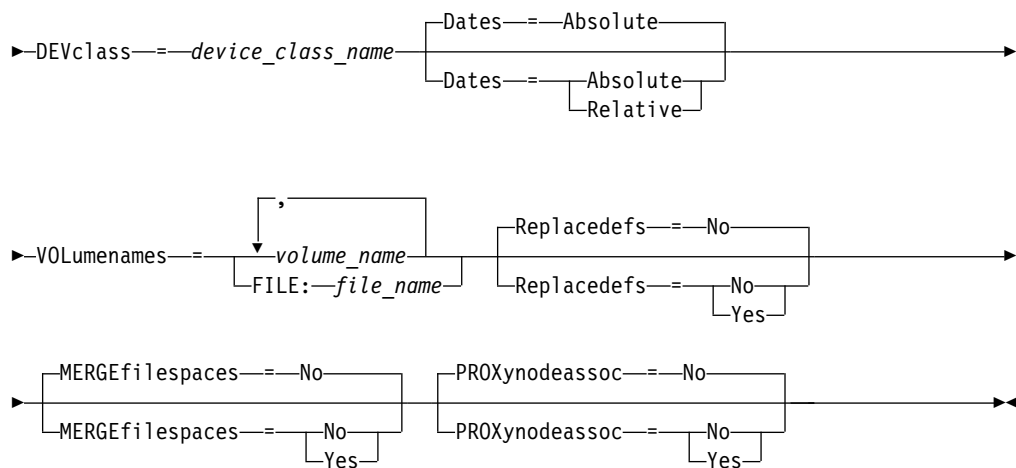 Dates = Absolute
DEVclass = device_class_name
Dates = Absolute
Relative
,
Replacedefs = No
VOLumenames = volume_name
FILE: file_name
Replacedefs = No
Yes
MERGEfilespaces = No
PROXynodeassoc = No
MERGEfilespaces = No
Yes
PROXynodeassoc = No
Yes